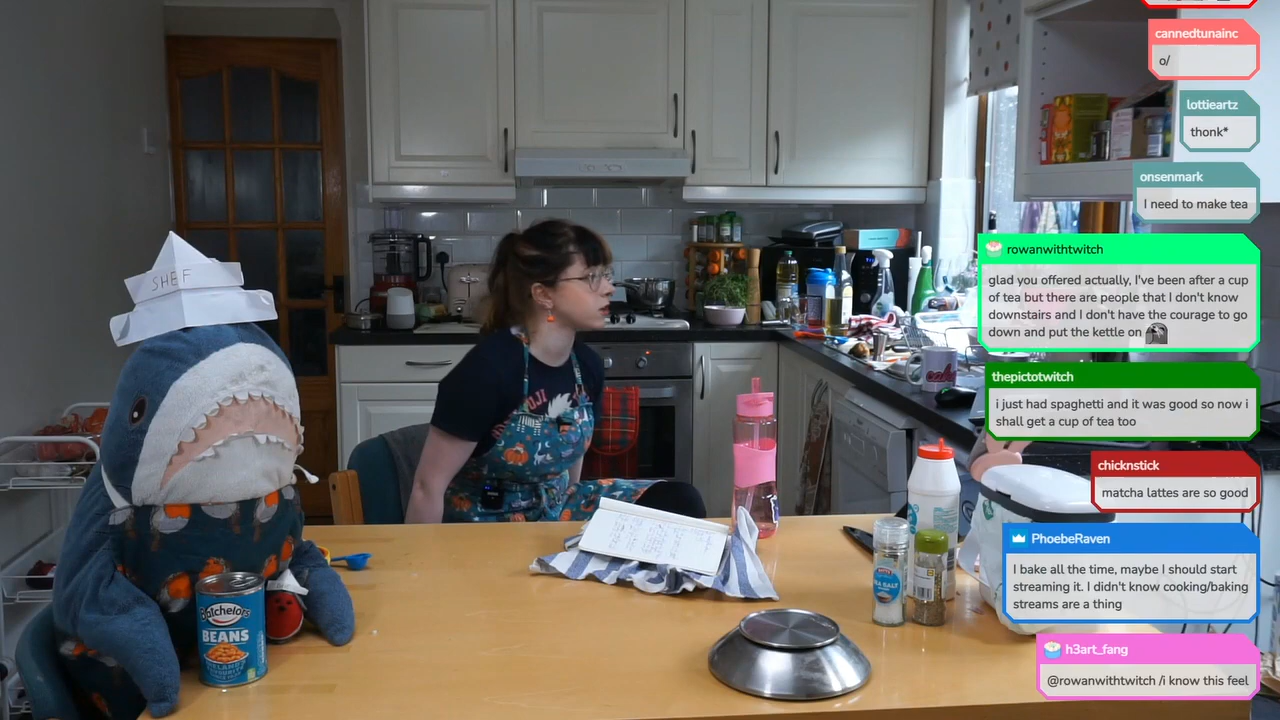 cannedtunainc
o/
lottieartz
thonk*
onsenmark
I need to make tea
rowanwithtwitch
glad you offered actually, I've been after a cup
of tea but there are people that I don't know
downstairs and I don't have the courage to go
down and put the kettle on
thepictotwitch
i just had spaghetti and it was good so now i
shall get a cup of tea too
chicknstick
matcha lattes are so good
PhoebeRaven
I bake all the time, maybe I should start
streaming it. I didn't know cooking/baking
streams are a thing
h3art_fang
@rowanwithtwitch /i know this feel
SHEF
Batchelors
BEANS
SEA SALT